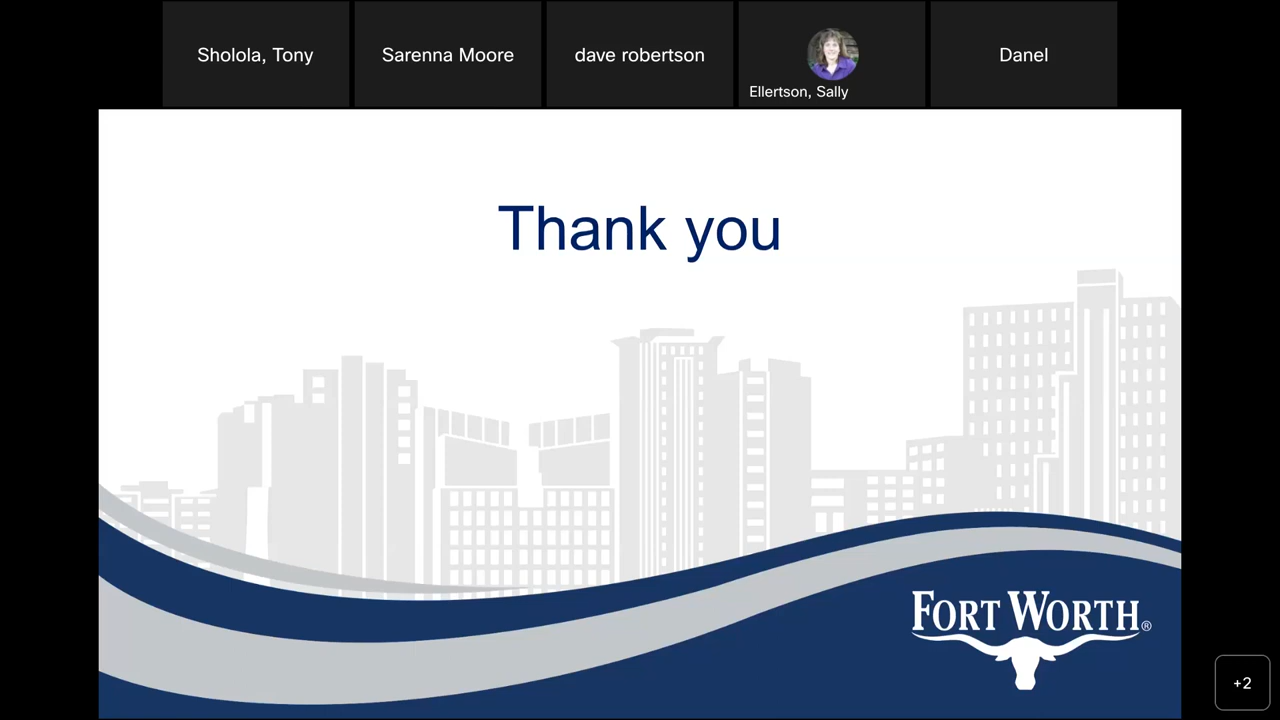 Sholola, Tony
Sarenna Moore
dave robertson
Ellertson, Sally
Danel
Thank you
FORT WORTH®
+2